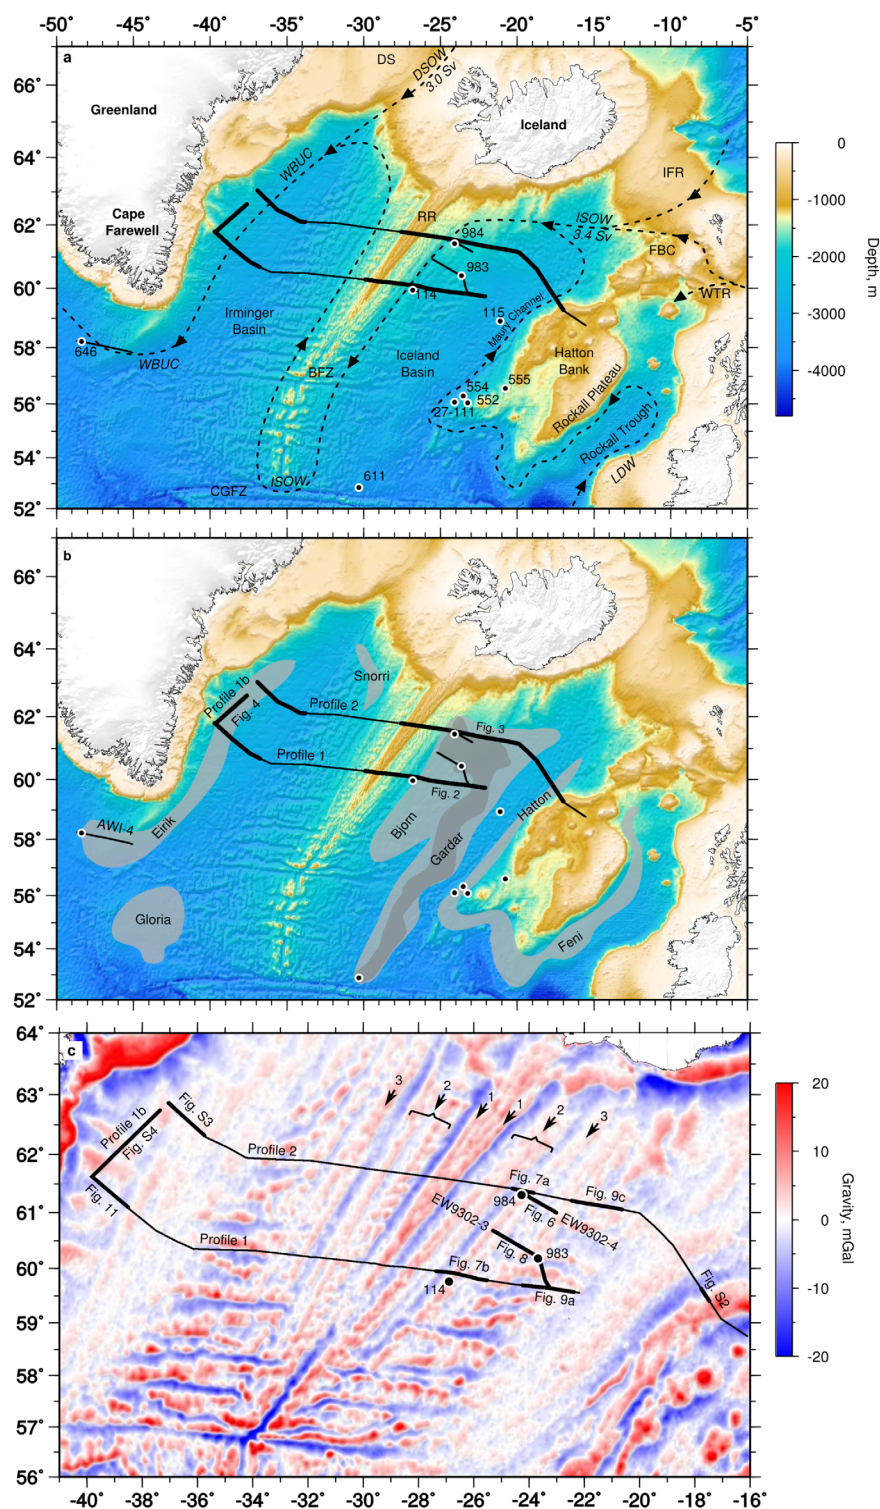 -50° -45° -40° -35° -30° -25° -20° -15° -10° -5°
a
66°
64°
62°
60°
58°
56°
54°
52°
Greenland
Cape
Farewell
Iceland
DS
DSOW
3.0 Sv
WBUC
IFR
RR
984
ISOW
3.4 Sv
FBC
983
WTR
114
115
Maury Channel
Irminger
Basin
646
WBUC
BFZ
Iceland
Basin
Hatton
Bank
554
555
552
27-111
Rockall Plateau
Rockall Trough
LDW
611
CGFZ
ISOW
0
-1000
-2000
-3000
-4000
Depth, m
b
66°
64°
62°
60°
58°
56°
54°
52°
Snorri
Profile 1b
Fig. 4
Profile 2
Fig. 3
Profile 1
Fig. 2
AWI-4
Eirik
Bjorn
Gardar
Hatton
Gloria
Feni
c
64°
63°
62°
61°
60°
59°
58°
57°
56°
3
2
1
1
2
3
Profile 1b
Fig. S4
Fig. S3
Profile 2
Fig. 11
Fig. 7a
Fig. 9c
984
Fig. 6
EW9302-3
EW9302-4
Profile 1
Fig. 8
983
Fig. 7b
114
Fig. 9a
Fig. S2
20
10
0
-10
-20
Gravity, mGal
-40 -38 -36 -34 -32 -30 -28 -26 -24 -22 -20 -18 -16